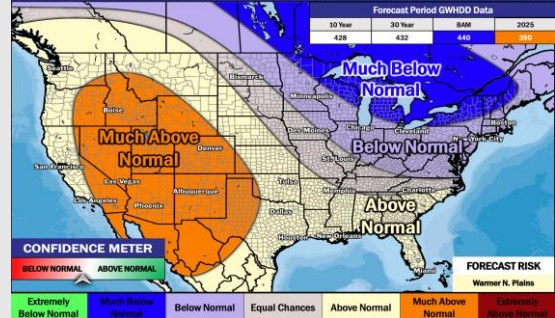 Forecast Period GWHDD Data
10 Year 30 Year BAM 2025
428 432 440 390
Seattle
Bismarck
Much Below
Normal
Boise
Minneapolis
Boston
Much Above
Normal
Des Moines
Chicago
Cleveland
New York City
Denver
Below Normal
San Francisco
St. Louis
Las Vegas
Tulsa
Charlotte
Los Angeles
Albuquerque
Memphis
Phoenix
Dallas
Above
Normal
Houston
New Orleans
Miami
CONFIDENCE METER
BELOW NORMAL ABOVE NORMAL
FORECAST RISK
Warmer N. Plains
Extremely
Below Normal
Much Below
Normal
Below Normal
Equal Chances
Above Normal
Much Above
Normal
Extremely
Above Normal